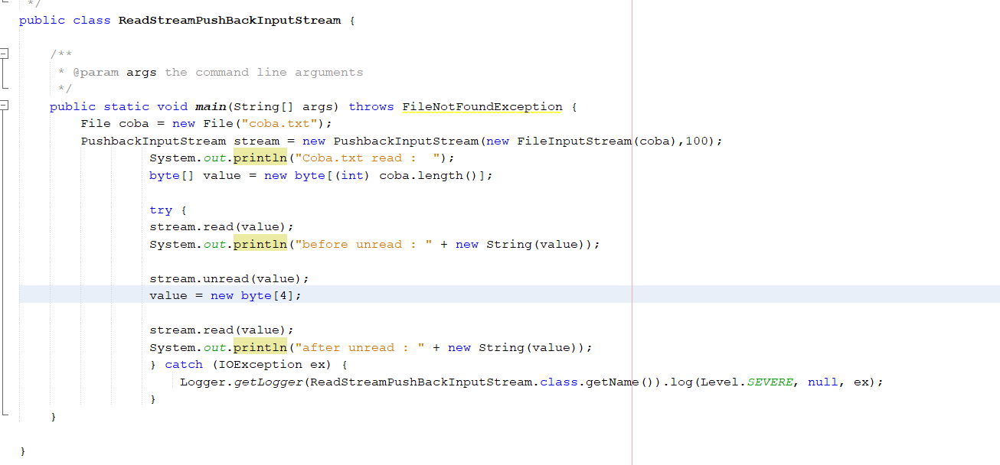 */
public class ReadStreamPushBackInputStream {
/**
* @param args the command line arguments
*/
public static void main(String[] args) throws FileNotFoundException {
File coba = new File("coba.txt");
PushbackInputStream stream = new PushbackInputStream(new FileInputStream(coba),100);
System.out.println("Coba.txt read :  ");
byte[] value = new byte[(int) coba.length()];
try {
stream.read(value);
System.out.println("before unread : " + new String(value));
stream.unread(value);
value = new byte[4];
stream.read(value);
System.out.println("after unread : " + new String(value));
} catch (IOException ex) {
Logger.getLogger(ReadStreamPushBackInputStream.class.getName()).log(Level.SEVERE, null, ex);
}
}
}